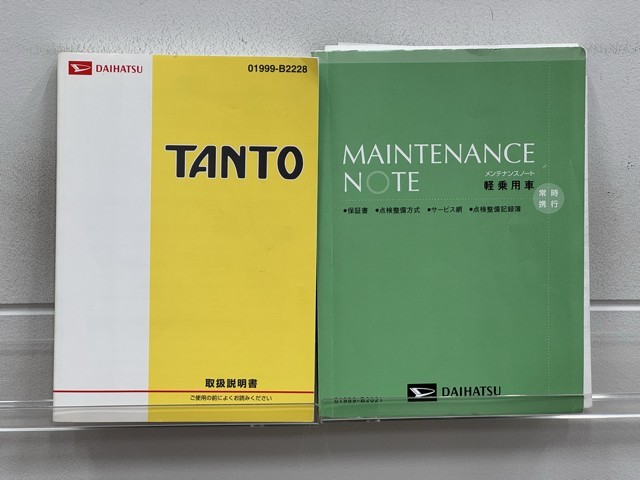 DAIHATSU
01999-B2228
TANTO
取扱説明書
ご使用の前によくお読みください
MAINTENANCE
NOTE
メンテナンスノート
軽乗用車
常時
携行
•保証書 •点検整備方式 •サービス網 •点検整備記録簿
DAIHATSU
01999-B2021